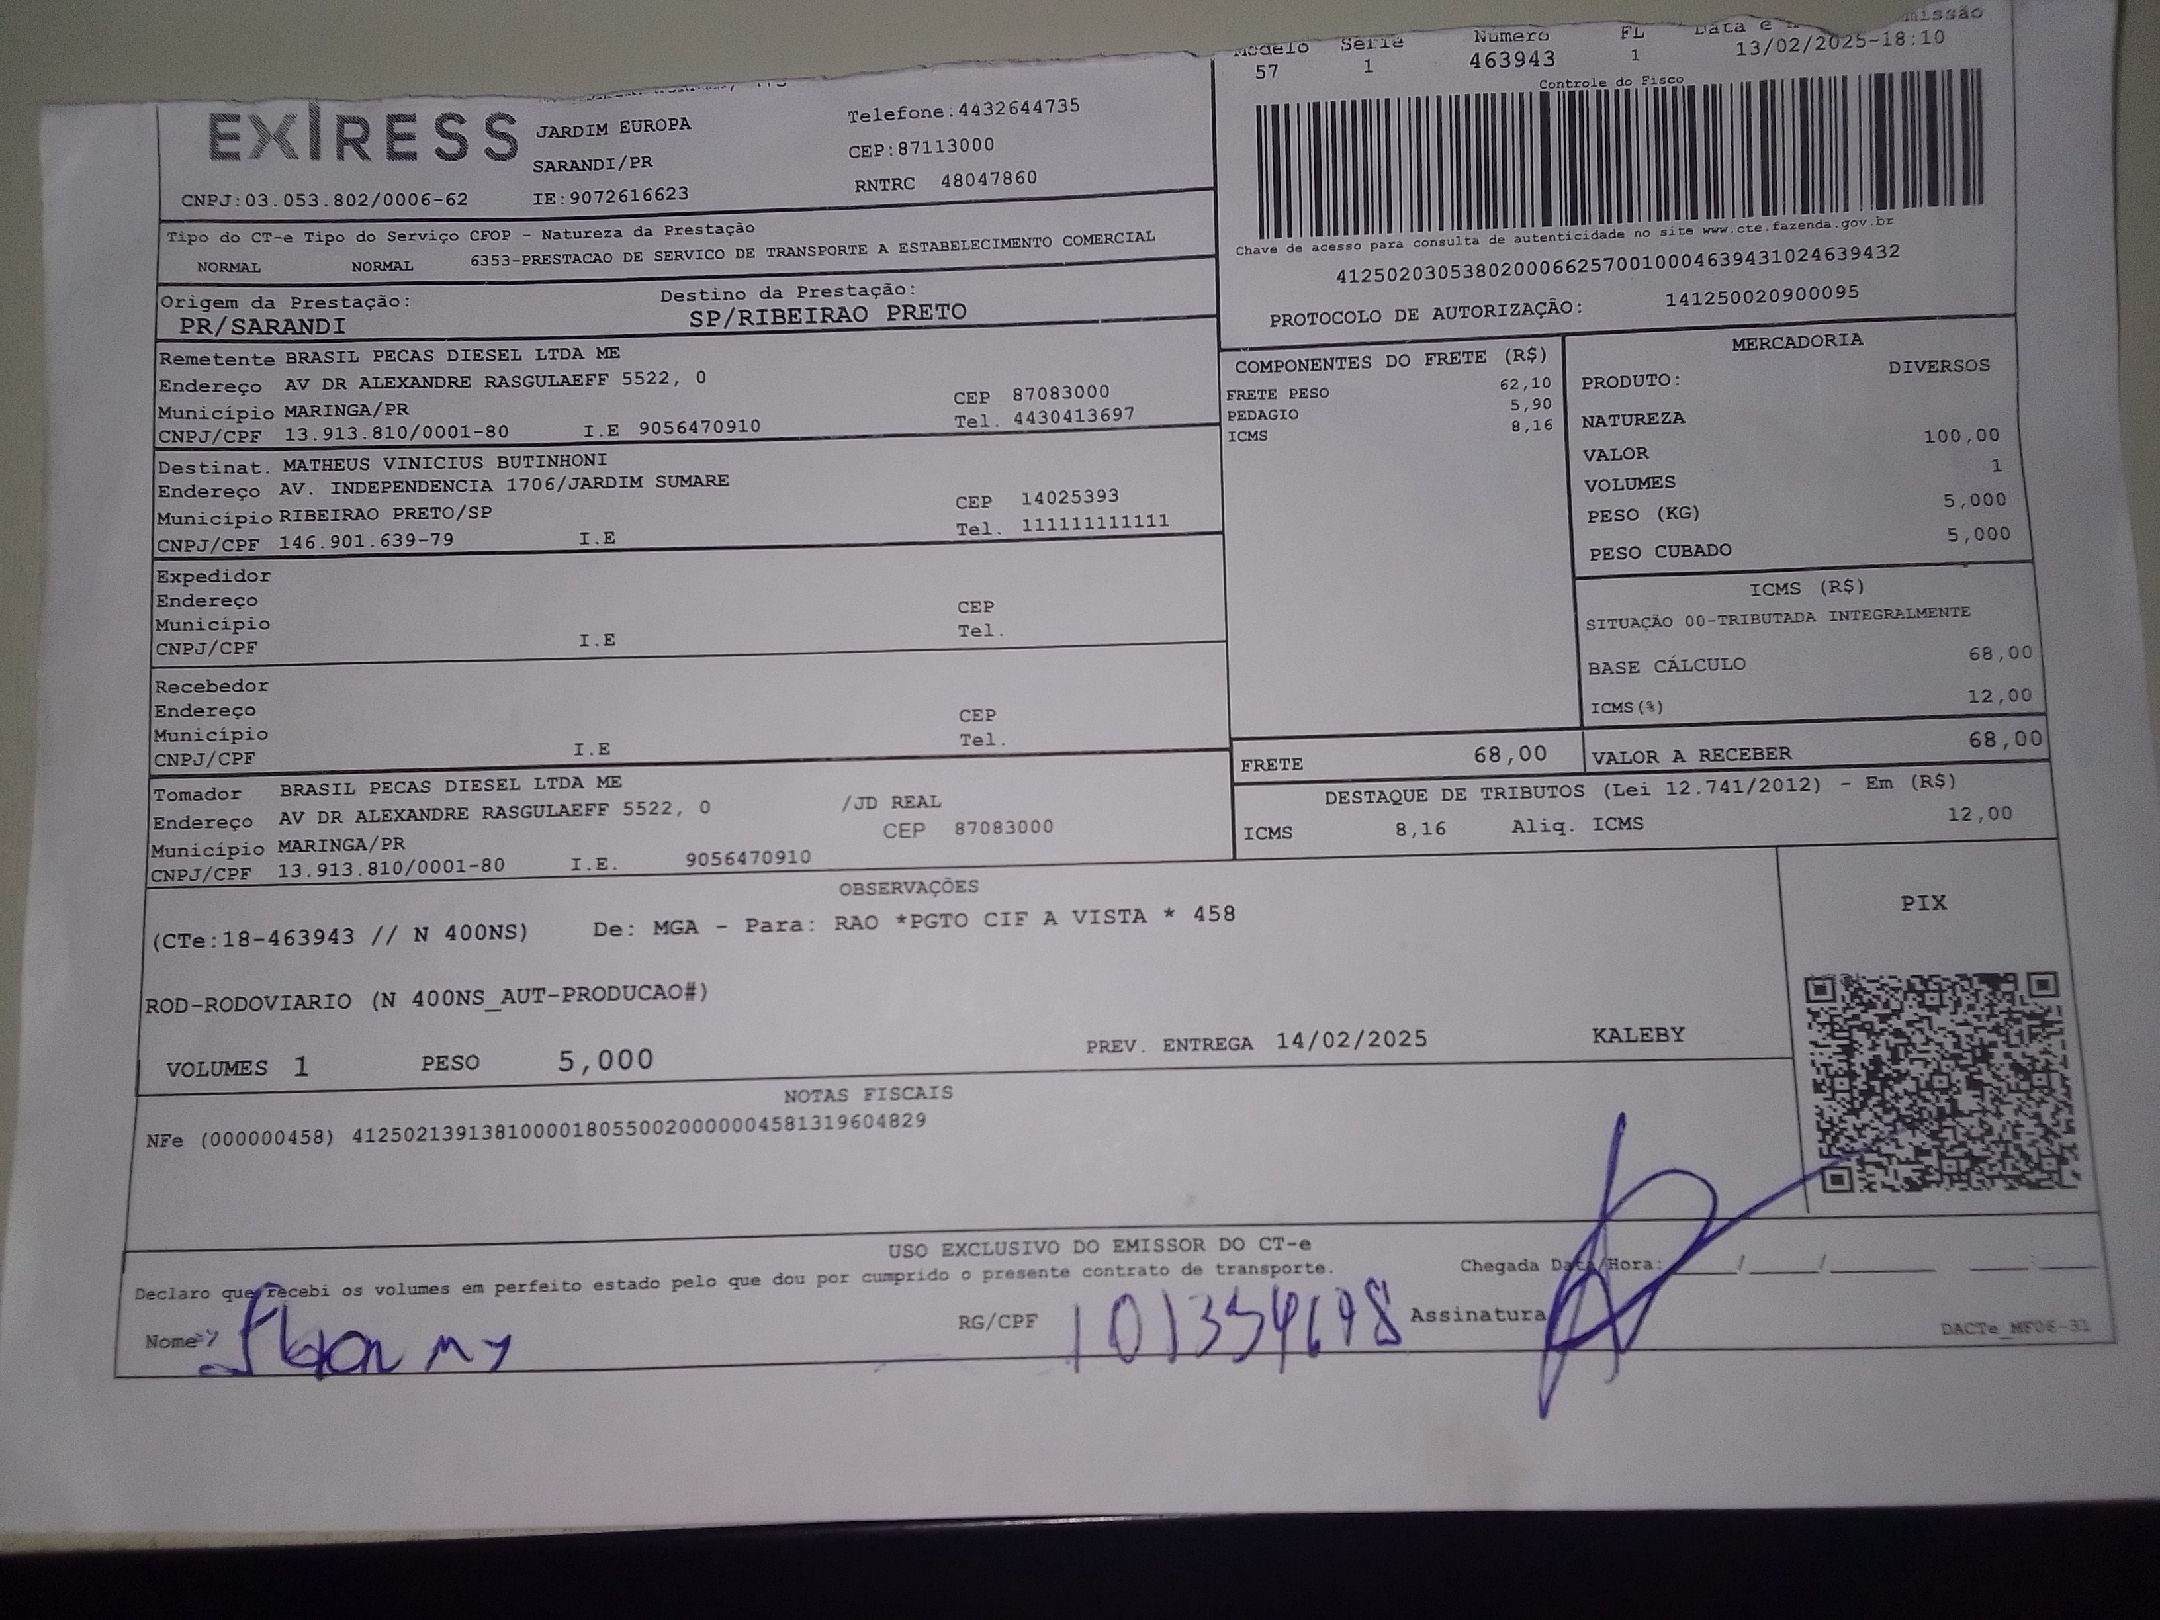 Modelo Série Número FL Data e missão
57 1 463943 1 13/02/2025-18:10
Controle do Fisco
EXIRESS JARDIM EUROPA Telefone:4432644735
SARANDI/PR CEP:87113000
CNPJ:03.053.802/0006-62 IE:9072616623 RNTRC 48047860
Chave de acesso para consulta de autenticidade no site www.cte.fazenda.gov.br
41250203053802000662570010004639431024639432
PROTOCOLO DE AUTORIZAÇÃO: 141250020900095
Tipo do CT-e Tipo do Serviço CFOP - Natureza da Prestação
NORMAL NORMAL 6353-PRESTACAO DE SERVICO DE TRANSPORTE A ESTABELECIMENTO COMERCIAL
Origem da Prestação: Destino da Prestação:
PR/SARANDI SP/RIBEIRAO PRETO
Remetente BRASIL PECAS DIESEL LTDA ME
Endereço AV DR ALEXANDRE RASGULAEFF 5522, 0 CEP 87083000
Município MARINGA/PR Tel. 4430413697
CNPJ/CPF 13.913.810/0001-80 I.E 9056470910
Destinat. MATHEUS VINICIUS BUTINHONI
Endereço AV. INDEPENDENCIA 1706/JARDIM SUMARE CEP 14025393
Município RIBEIRAO PRETO/SP Tel. 111111111111
CNPJ/CPF 146.901.639-79 I.E
Expedidor
Endereço CEP
Município Tel.
CNPJ/CPF I.E
Recebedor
Endereço CEP
Município Tel.
CNPJ/CPF I.E
Tomador BRASIL PECAS DIESEL LTDA ME
Endereço AV DR ALEXANDRE RASGULAEFF 5522, 0 /JD REAL
Município MARINGA/PR CEP 87083000
CNPJ/CPF 13.913.810/0001-80 I.E. 9056470910
COMPONENTES DO FRETE (R$)
FRETE PESO 62,10
PEDAGIO 5,90
ICMS 8,16
MERCADORIA
PRODUTO: DIVERSOS
NATUREZA
VALOR 100,00
VOLUMES 1
PESO (KG) 5,000
PESO CUBADO 5,000
ICMS (R$)
SITUAÇÃO 00-TRIBUTADA INTEGRALMENTE
BASE CÁLCULO 68,00
ICMS(%) 12,00
FRETE 68,00 VALOR A RECEBER 68,00
DESTAQUE DE TRIBUTOS (Lei 12.741/2012) - Em (R$)
ICMS 8,16 Aliq. ICMS 12,00
OBSERVAÇÕES
(CTe:18-463943 // N 400NS) De: MGA - Para: RAO *PGTO CIF A VISTA * 458
ROD-RODOVIARIO (N 400NS_AUT-PRODUCAO#)
VOLUMES 1 PESO 5,000 PREV. ENTREGA 14/02/2025 KALEBY
PIX
NOTAS FISCAIS
NFe (000000458) 41250213913810000180550020000004581319604829
USO EXCLUSIVO DO EMISSOR DO CT-e
Declaro que recebi os volumes em perfeito estado pelo que dou por cumprido o presente contrato de transporte.
Chegada Data/Hora: / / :
Nome RG/CPF Assinatura
DACTe_MF06-31